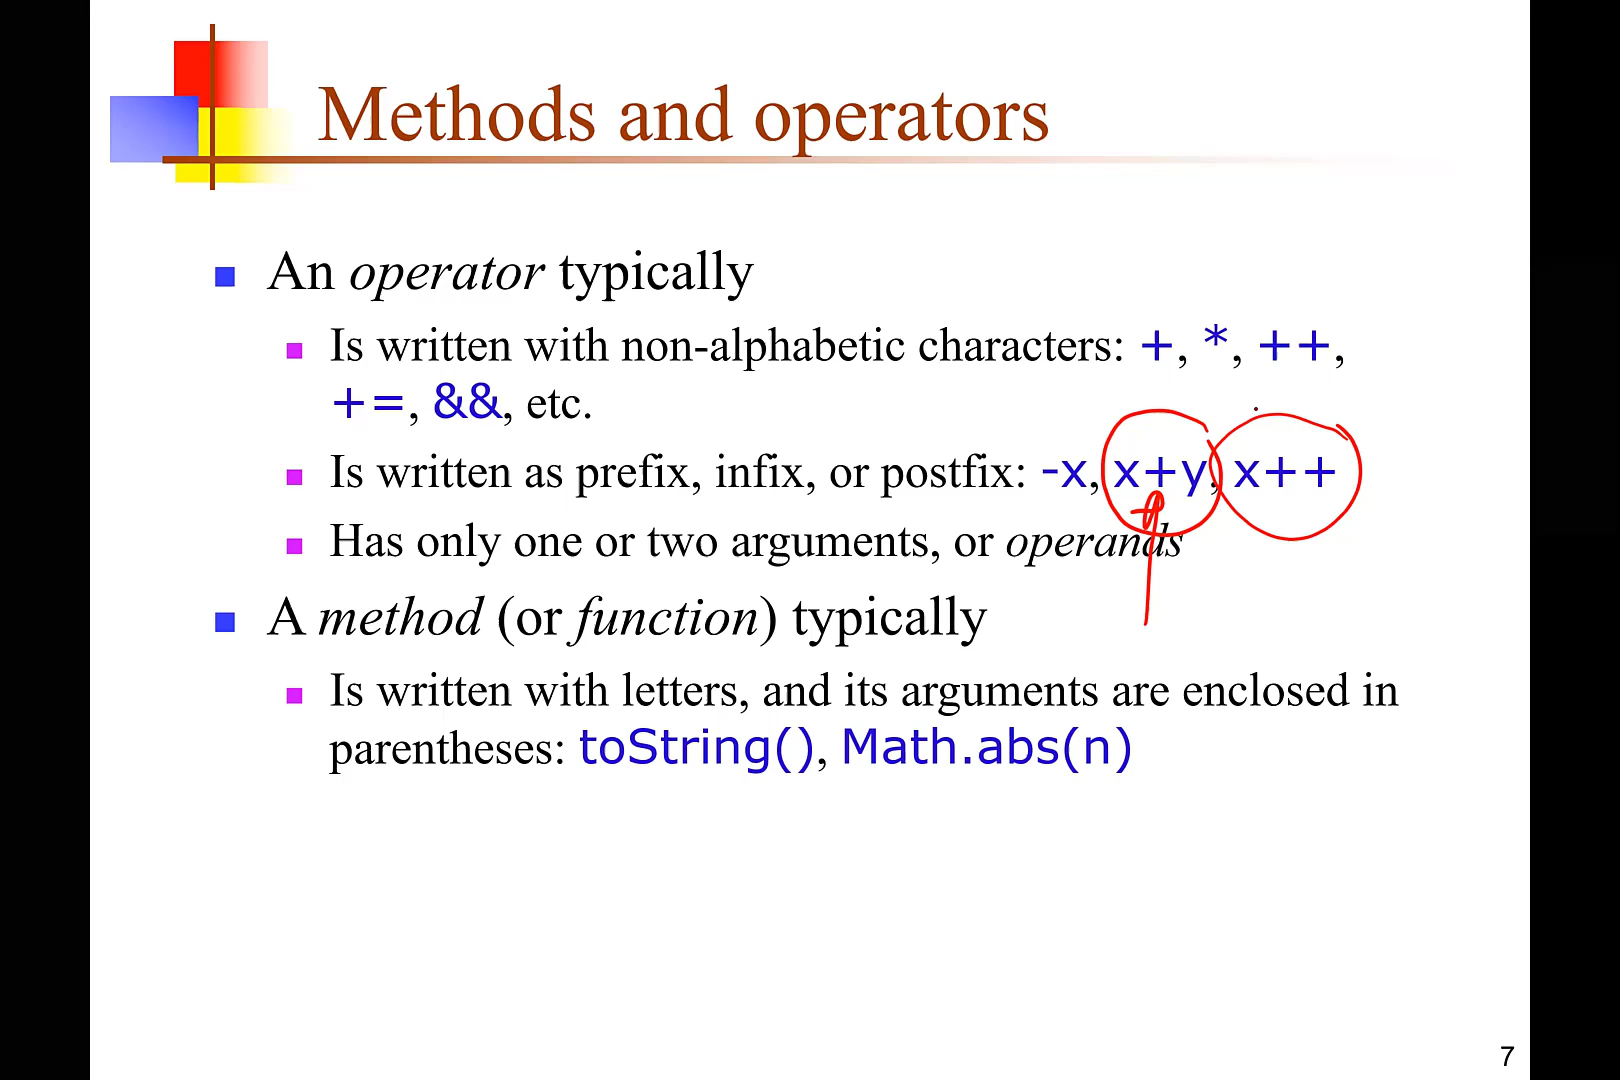 Methods and operators
An operator typically
Is written with non-alphabetic characters: +, *, ++,
+=, &&, etc.
Is written as prefix, infix, or postfix: -x, x+y, x++
Has only one or two arguments, or operands
A method (or function) typically
Is written with letters, and its arguments are enclosed in
parentheses: toString(), Math.abs(n)
7